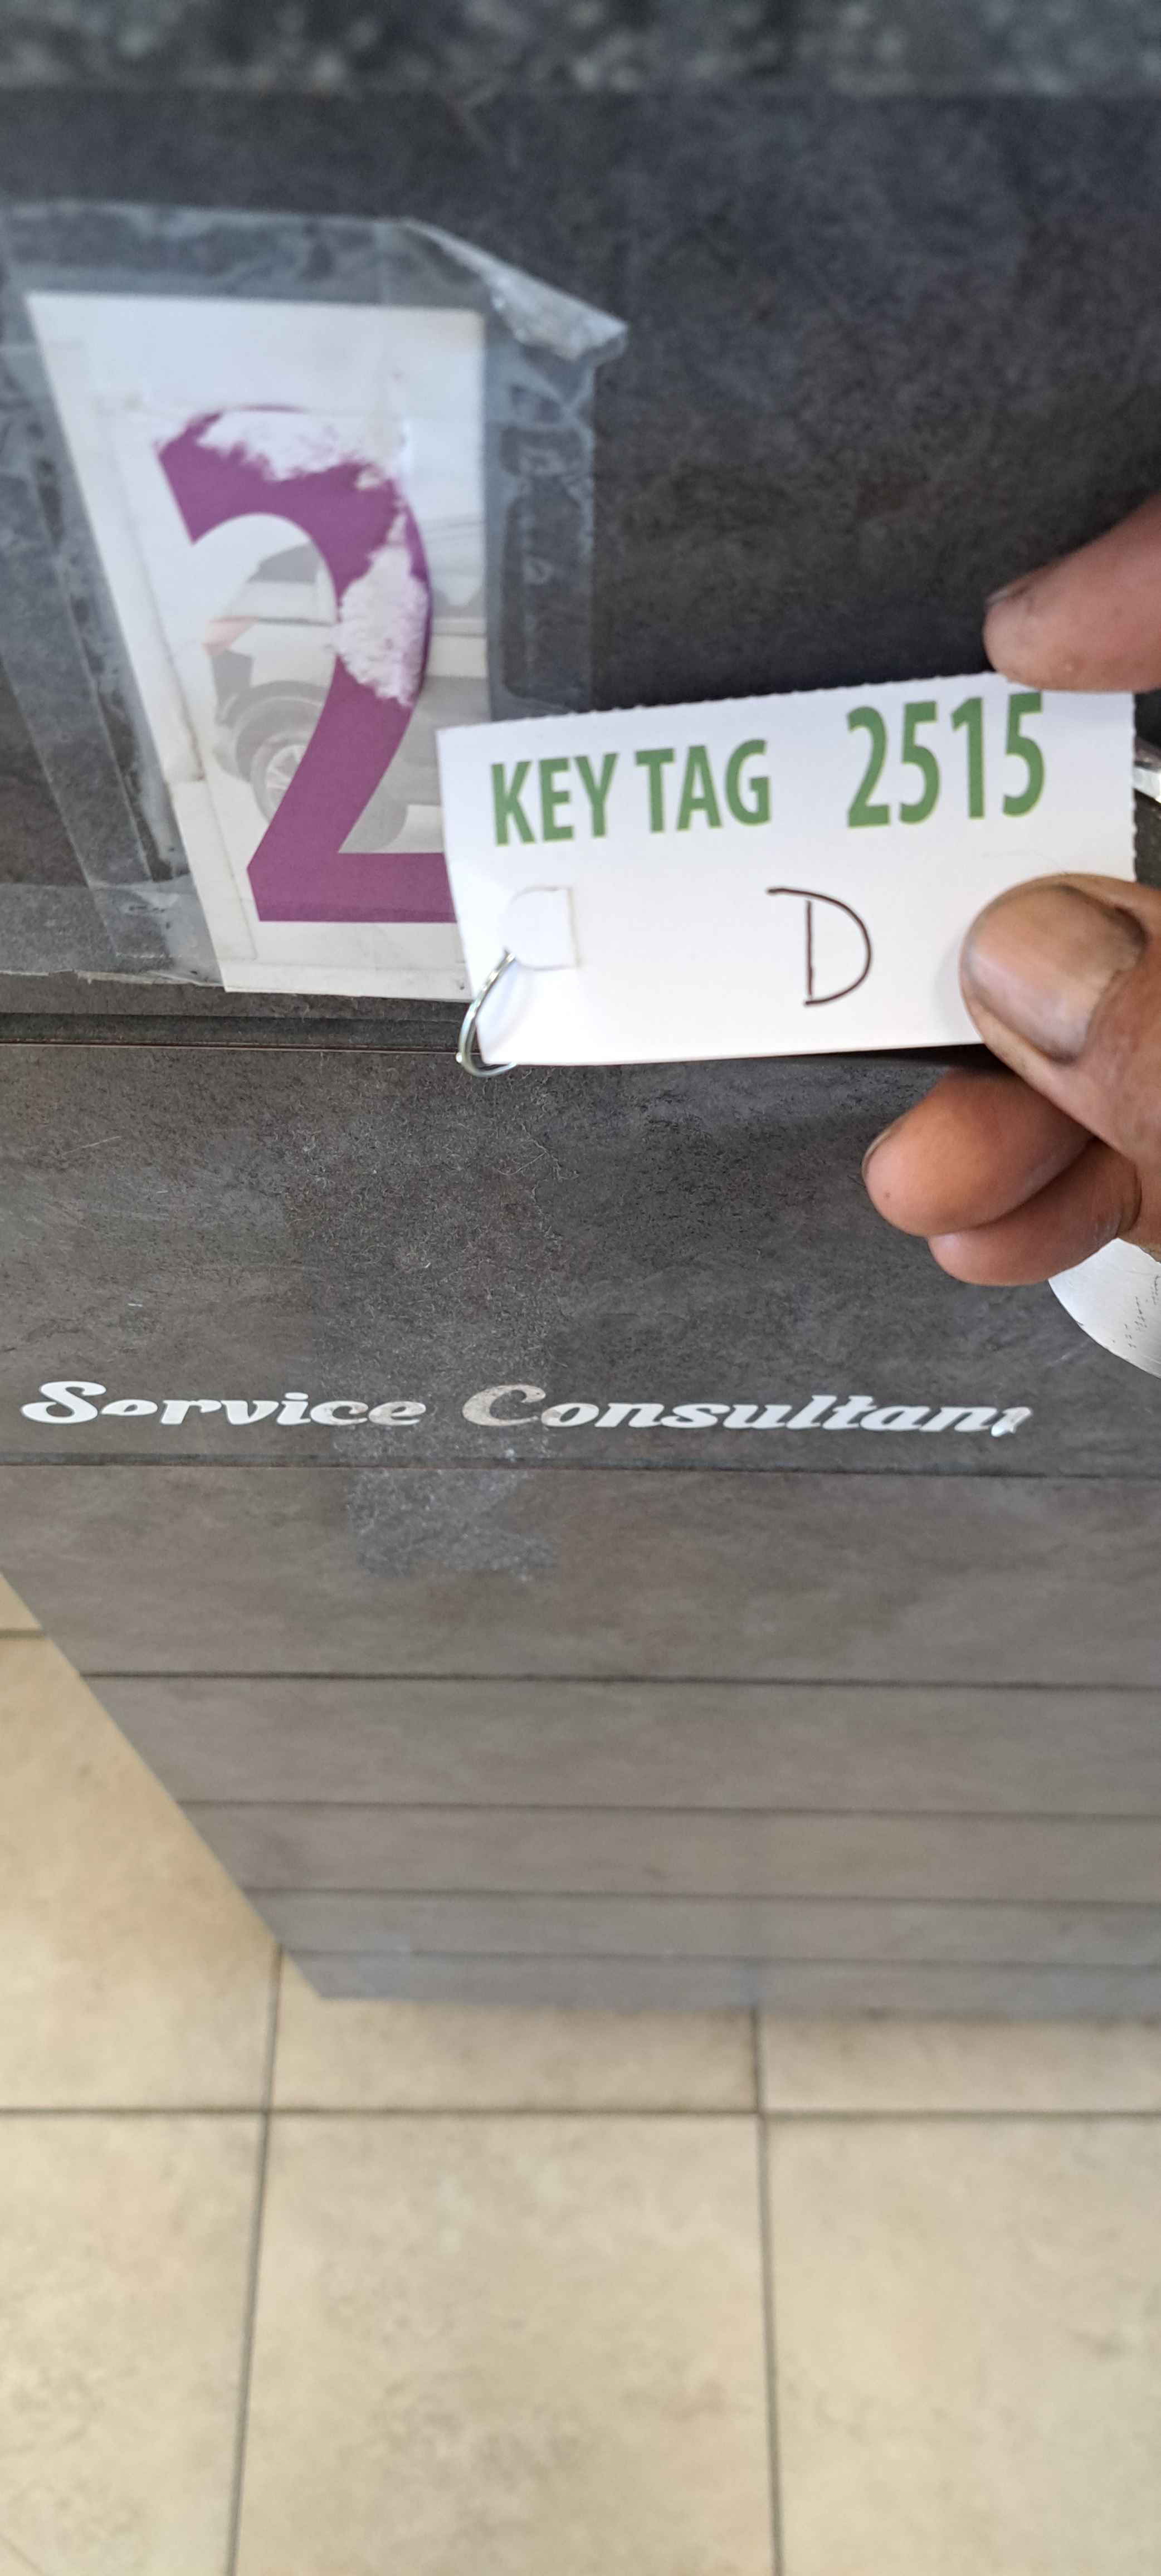 2
KEY TAG 2515
D
Service Consultant